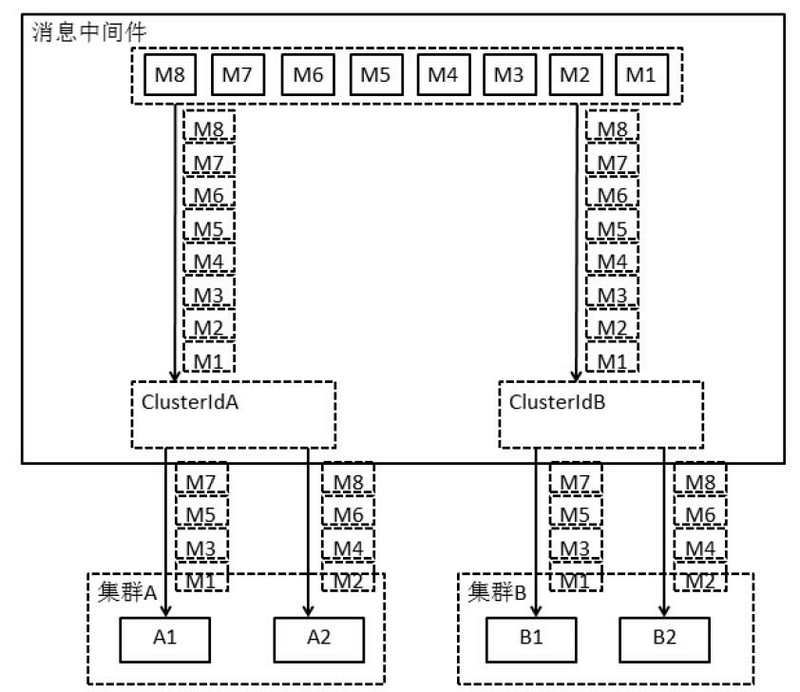 消息中间件
M8 M7 M6 M5 M4 M3 M2 M1
M8 M8
M7 M7
M6 M6
M5 M5
M4 M4
M3 M3
M2 M2
M1 M1
ClusterIdA ClusterIdB
M7 M8 M7 M8
M5 M6 M5 M6
M3 M4 M3 M4
M1 M2 M1 M2
集群A 集群B
A1 A2 B1 B2